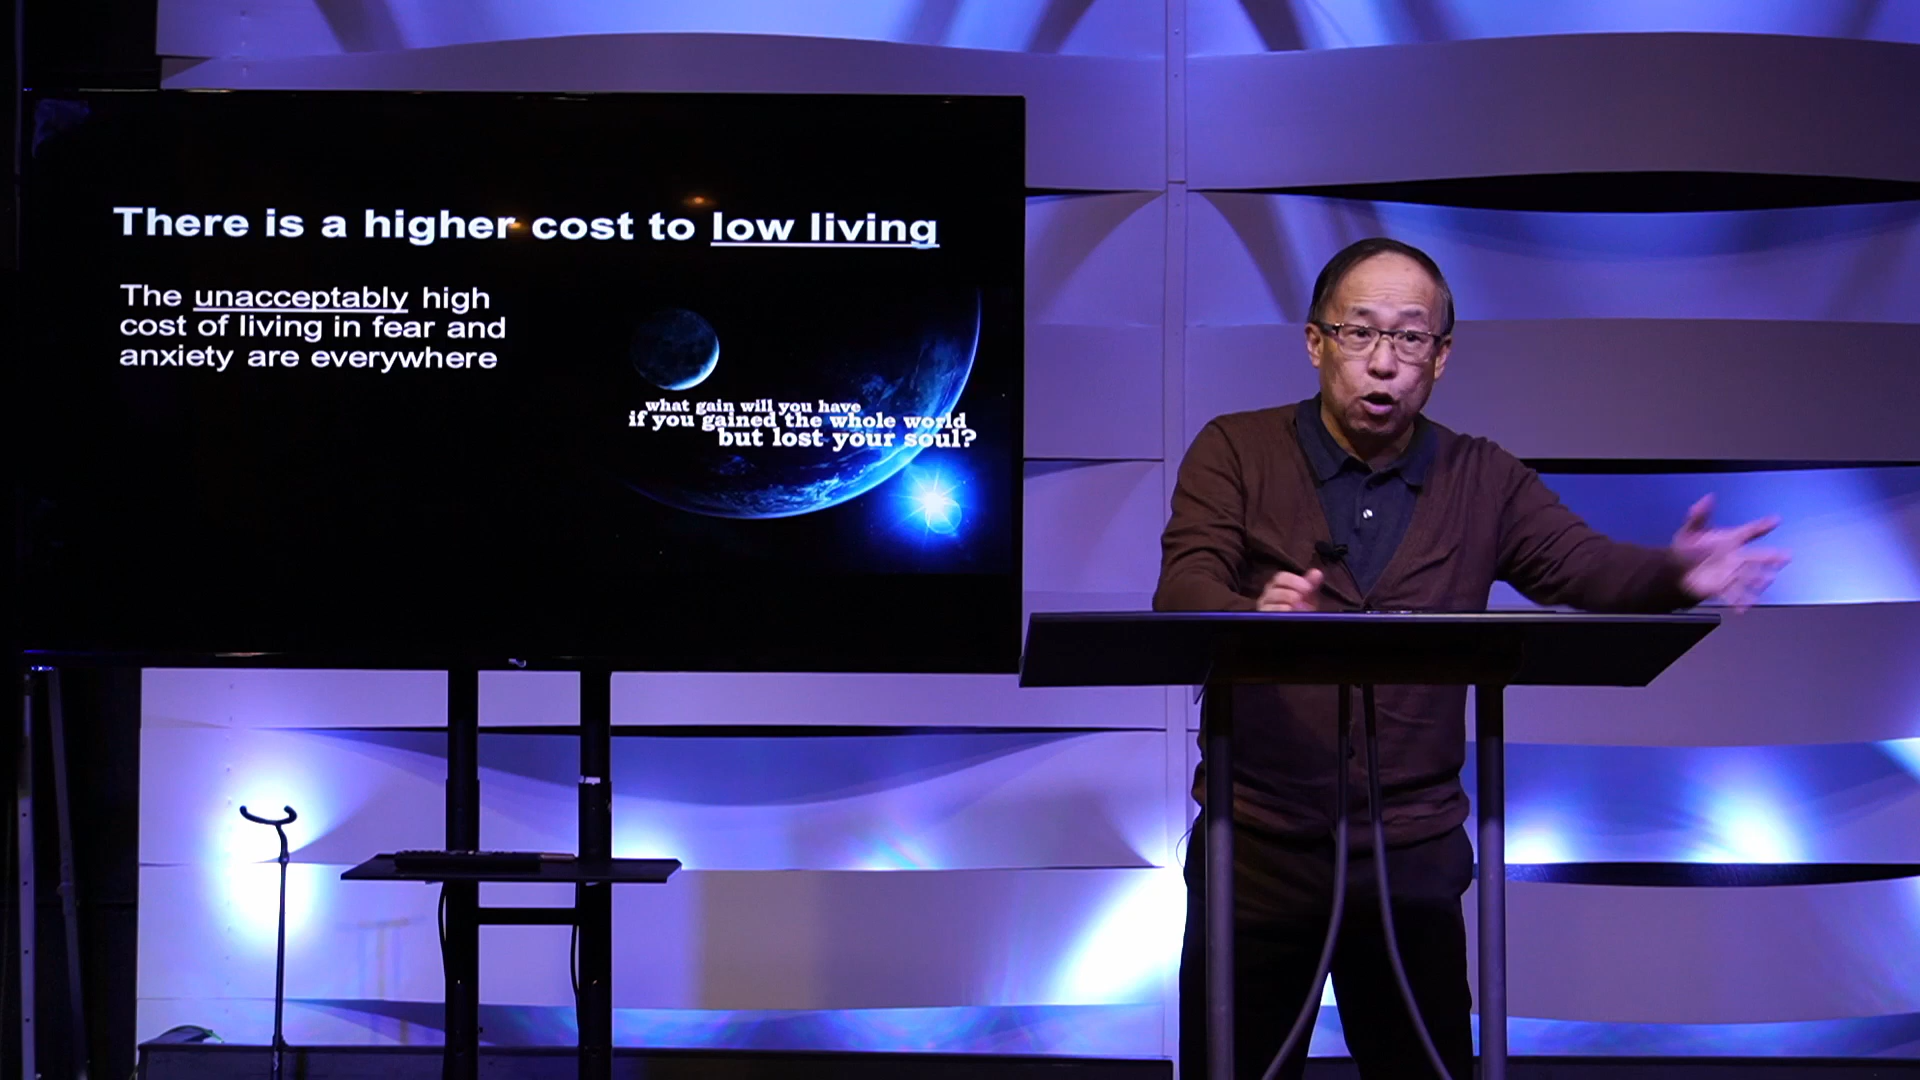 There is a higher cost to low living
The unacceptably high
cost of living in fear and
anxiety are everywhere
what gain will you have
if you gained the whole world
but lost your soul?